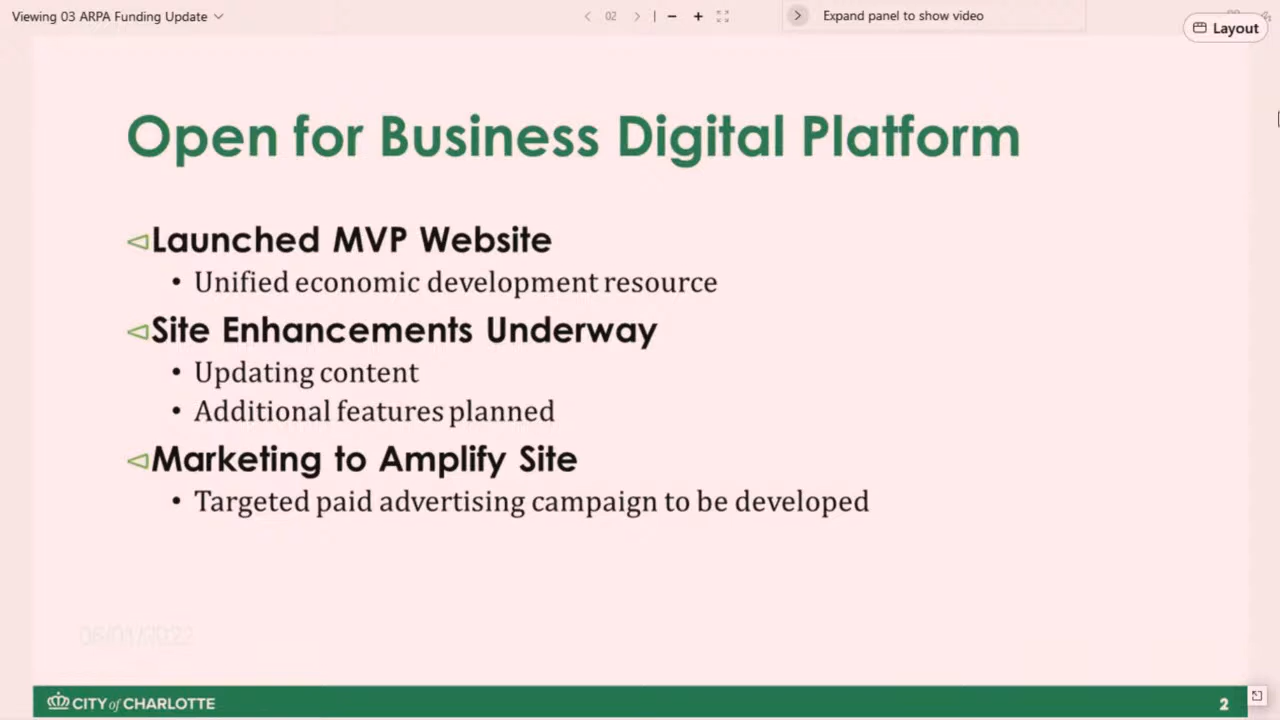 Viewing 03 ARPA Funding Update
02
Expand panel to show video
Layout
Open for Business Digital Platform
Launched MVP Website
• Unified economic development resource
Site Enhancements Underway
• Updating content
• Additional features planned
Marketing to Amplify Site
• Targeted paid advertising campaign to be developed
CITY of CHARLOTTE
2